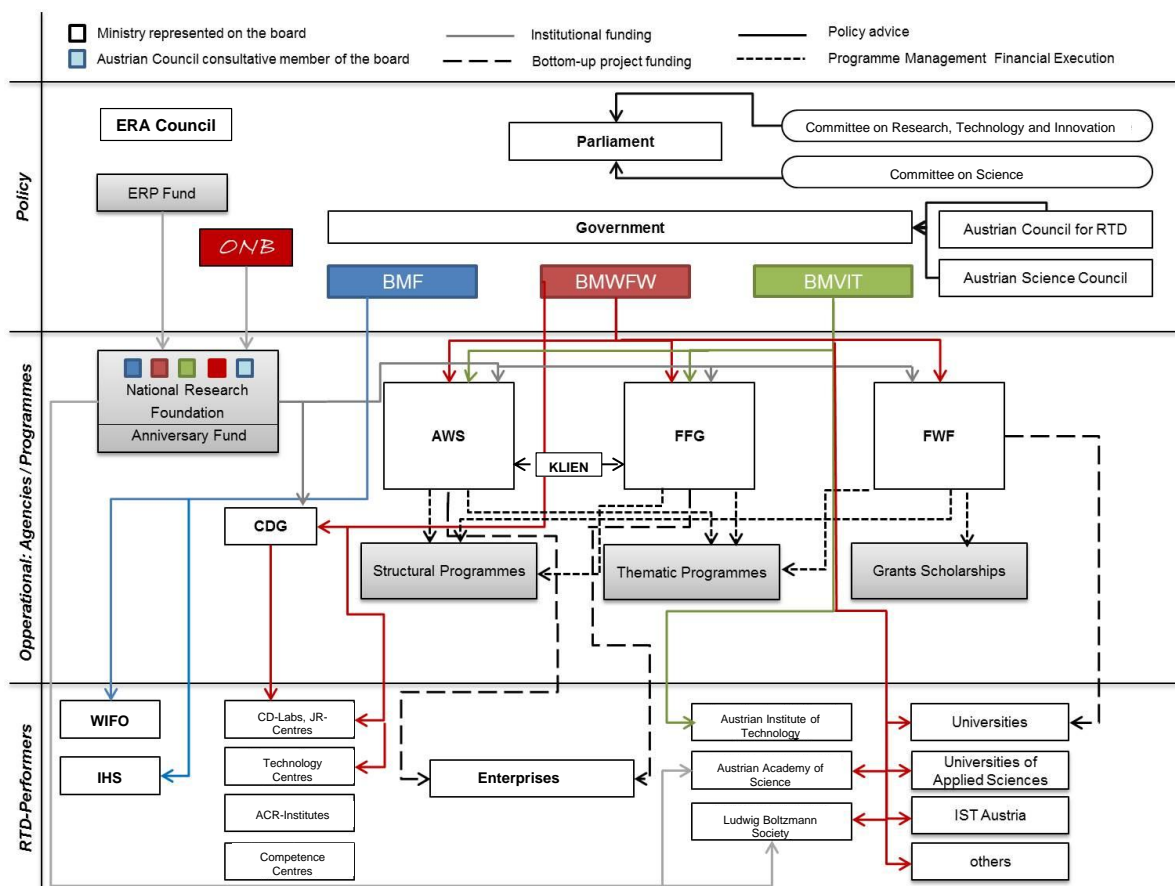 Ministry represented on the board
Institutional funding
Policy advice
Austrian Council consultative member of the board
Bottom-up project funding
Programme Management Financial Execution
Policy
ERA Council
Parliament
Committee on Research, Technology and Innovation
Committee on Science
ERP Fund
Government
Austrian Council for RTD
ONB
Austrian Science Council
BMF
BMWFW
BMVIT
Opperational: Agencies / Programmes
National Research
Foundation
Anniversary Fund
AWS
FFG
FWF
KLIEN
CDG
Structural Programmes
Thematic Programmes
Grants Scholarships
RTD-Performers
WIFO
CD-Labs, JR-
Centres
Austrian Institute of
Technology
Universities
IHS
Technology
Centres
Enterprises
Austrian Academy of
Science
Universities of
Applied Sciences
ACR-Institutes
Ludwig Boltzmann
Society
IST Austria
Competence
Centres
others